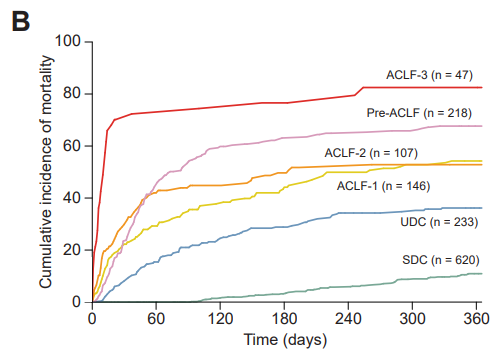 B
Cumulative incidence of mortality
100
80
60
40
20
0
ACLF-3 (n = 47)
Pre-ACLF (n = 218)
ACLF-2 (n = 107)
ACLF-1 (n = 146)
UDC (n = 233)
SDC (n = 620)
0 60 120 180 240 300 360
Time (days)